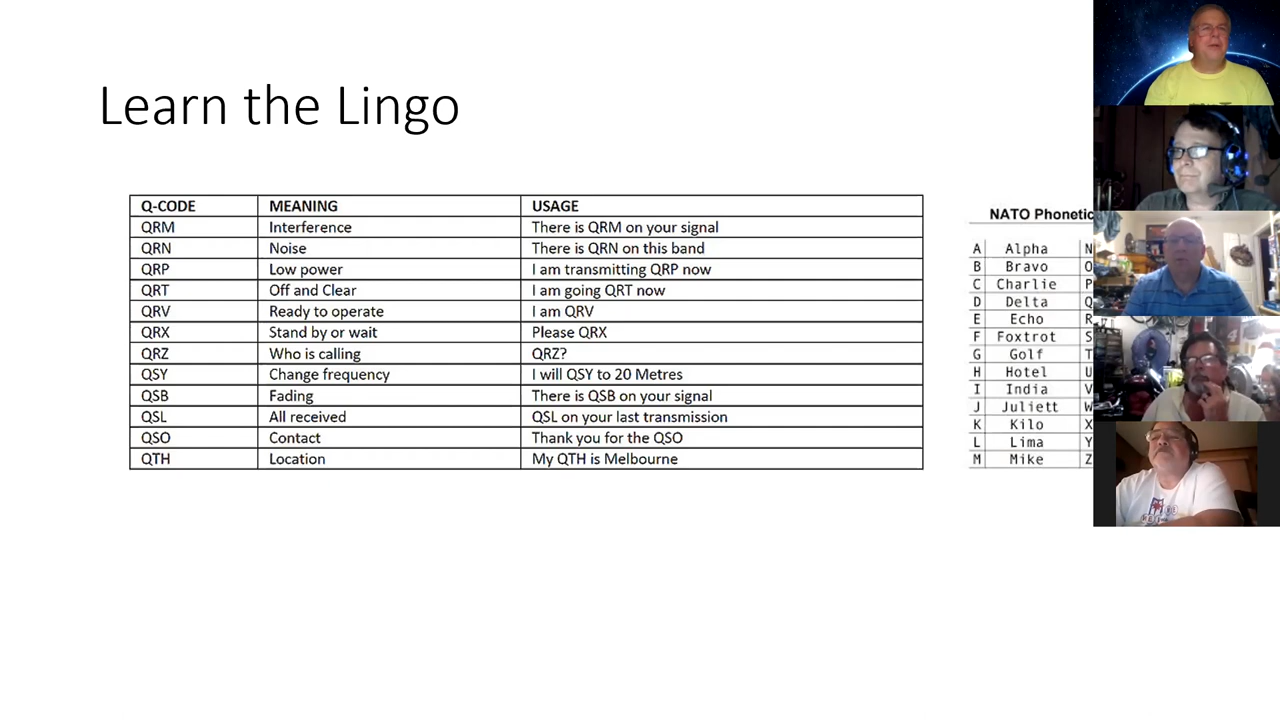 Learn the Lingo
Q-CODE MEANING USAGE
QRM Interference There is QRM on your signal
QRN Noise There is QRN on this band
QRP Low power I am transmitting QRP now
QRT Off and Clear I am going QRT now
QRV Ready to operate I am QRV
QRX Stand by or wait Please QRX
QRZ Who is calling QRZ?
QSY Change frequency I will QSY to 20 Metres
QSB Fading There is QSB on your signal
QSL All received QSL on your last transmission
QSO Contact Thank you for the QSO
QTH Location My QTH is Melbourne
NATO Phonetic
A Alpha N
B Bravo O
C Charlie P
D Delta Q
E Echo R
F Foxtrot S
G Golf T
H Hotel U
I India V
J Juliett W
K Kilo X
L Lima Y
M Mike Z